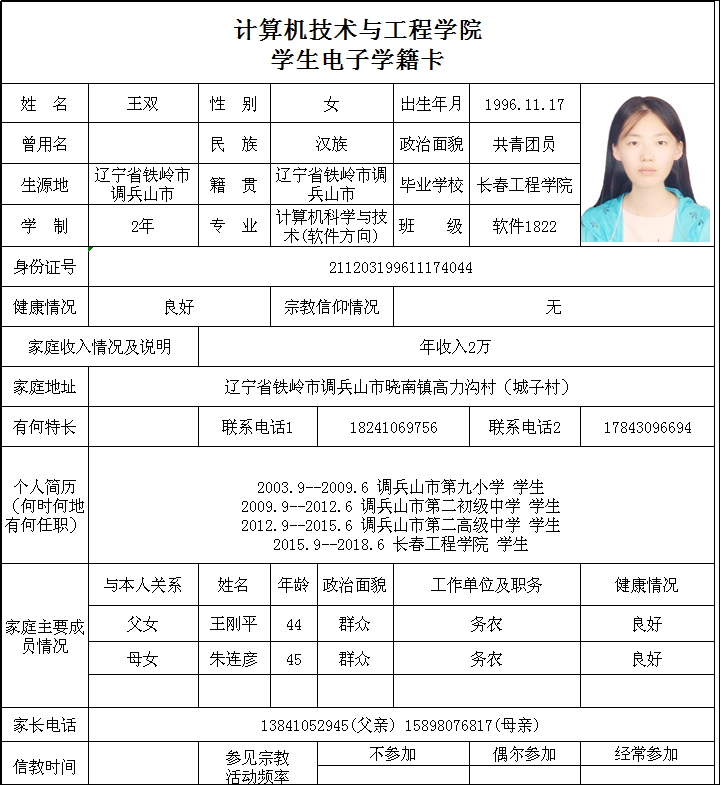 计算机技术与工程学院
学生电子学籍卡
姓 名 王双 性 别 女 出生年月 1996.11.17
曾用名 民 族 汉族 政治面貌 共青团员
生源地 辽宁省铁岭市调兵山市 籍 贯 辽宁省铁岭市调兵山市 毕业学校 长春工程学院
学 制 2年 专 业 计算机科学与技术(软件方向) 班 级 软件1822
身份证号 211203199611174044
健康情况 良好 宗教信仰情况 无
家庭收入情况及说明 年收入2万
家庭地址 辽宁省铁岭市调兵山市晓南镇高力沟村（城子村）
有何特长 联系电话1 18241069756 联系电话2 17843096694
个人简历
（何时何地
有何任职）
2003.9--2009.6 调兵山市第九小学 学生
2009.9--2012.6 调兵山市第二初级中学 学生
2012.9--2015.6 调兵山市第二高级中学 学生
2015.9--2018.6 长春工程学院 学生
家庭主要成员情况
与本人关系 姓名 年龄 政治面貌 工作单位及职务 健康情况
父女 王刚平 44 群众 务农 良好
母女 朱连彦 45 群众 务农 良好
家长电话 13841052945(父亲) 15898076817(母亲)
信教时间 参见宗教活动频率 不参加 偶尔参加 经常参加